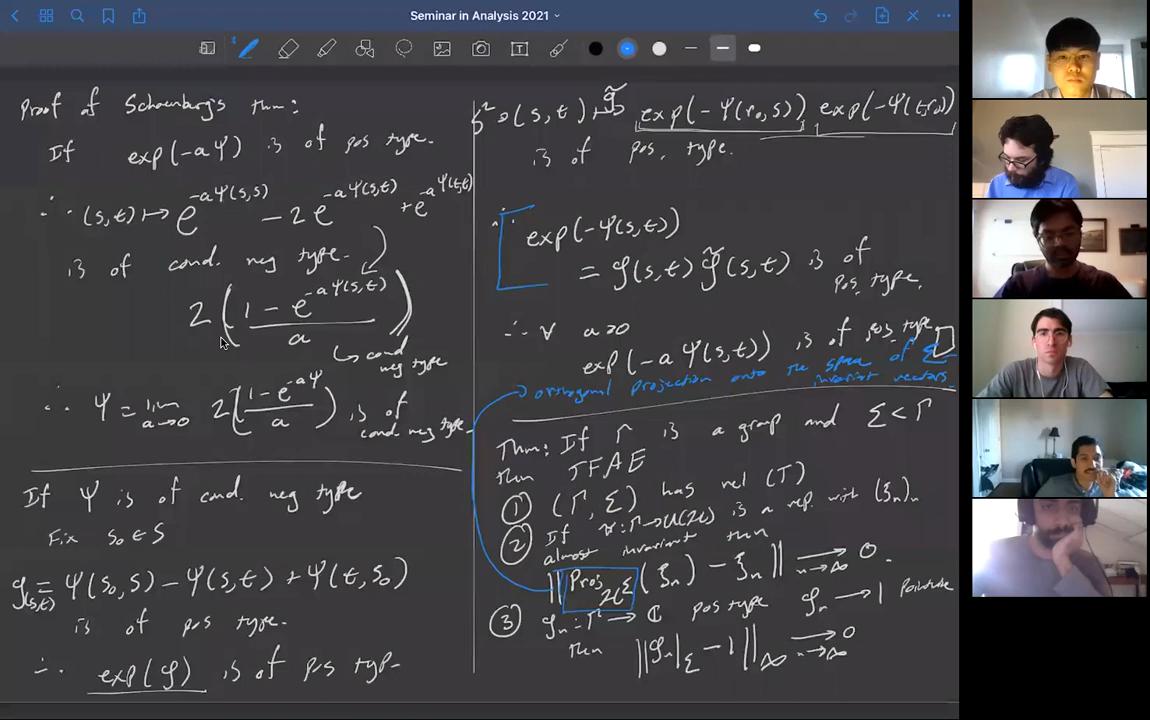 Seminar in Analysis 2021
Proof of Schoenberg's thm:
If exp(-aψ) is of pos type.
∴ (s,t) ↦ e^{-aψ(s,s)} - 2e^{-aψ(s,t)} + e^{-aψ(t,t)}
is of cond. neg type.
2((1 - e^{-aψ(s,t)})/a)
↳ cond neg type
∴ ψ = lim_{a→0} 2((1-e^{-aψ})/a) is of cond neg type.
If ψ is of cond. neg type
Fix s₀ ∈ S
φ(s,t) = ψ(s₀,s) - ψ(s,t) + ψ(t,s₀)
is of pos type.
∴ exp(φ) is of pos typ-
(s,t) ↦ exp(-ψ(r₀,s)) exp(-ψ(t,r₀))
is of pos, type.
∴ exp(-ψ(s,t))
= φ(s,t) φ̃(s,t) is of pos, type.
∴ ∀ a>0
exp(-aψ(s,t)) is of pos type □
→ orthogonal projection onto the space of Σ
invariant vectors
Thm: If Γ is a group and Σ < Γ
then TFAE
① (Γ, Σ) has rel (T)
② If π: Γ→U(H) is a rep. with (ξₙ)ₙ
almost invariant then
||Proj_{H^Σ}(ξₙ) - ξₙ|| →_{n→∞} 0.
③ φₙ: Γ → ℂ pos type φₙ → 1 pointwise
then ||φₙ|_Σ - 1||_∞ →_{n→∞} 0